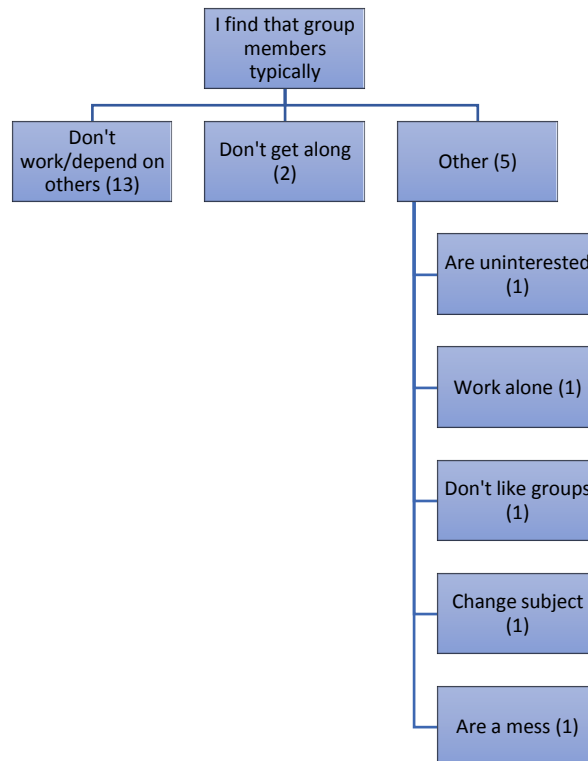 I find that group
members
typically
Don't
work/depend on
others (13)
Don't get along
(2)
Other (5)
Are uninterested
(1)
Work alone (1)
Don't like groups
(1)
Change subject
(1)
Are a mess (1)